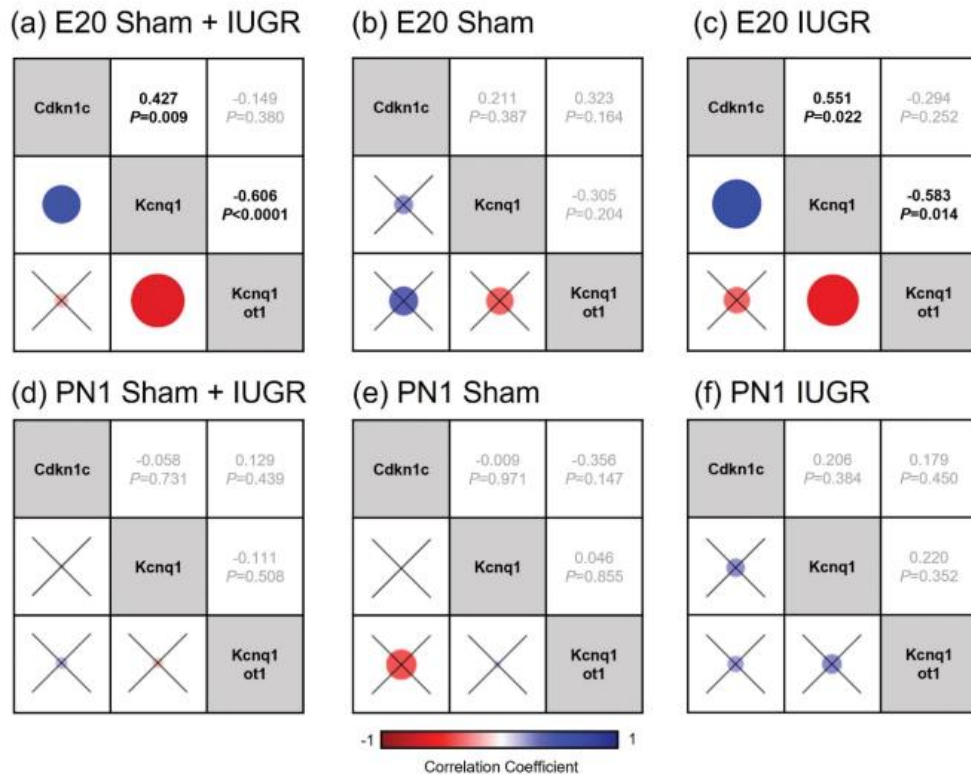 (a) E20 Sham + IUGR
(b) E20 Sham
(c) E20 IUGR
Cdkn1c
0.427
P=0.009
-0.149
P=0.380
Kcnq1
-0.606
P<0.0001
Kcnq1
ot1
Cdkn1c
0.211
P=0.387
0.323
P=0.164
Kcnq1
-0.305
P=0.204
Kcnq1
ot1
Cdkn1c
0.551
P=0.022
-0.294
P=0.252
Kcnq1
-0.583
P=0.014
Kcnq1
ot1
(d) PN1 Sham + IUGR
(e) PN1 Sham
(f) PN1 IUGR
Cdkn1c
-0.058
P=0.731
0.129
P=0.439
Kcnq1
-0.111
P=0.508
Kcnq1
ot1
Cdkn1c
-0.009
P=0.971
-0.356
P=0.147
Kcnq1
0.046
P=0.855
Kcnq1
ot1
Cdkn1c
0.206
P=0.384
0.179
P=0.450
Kcnq1
0.220
P=0.352
Kcnq1
ot1
-1
1
Correlation Coefficient